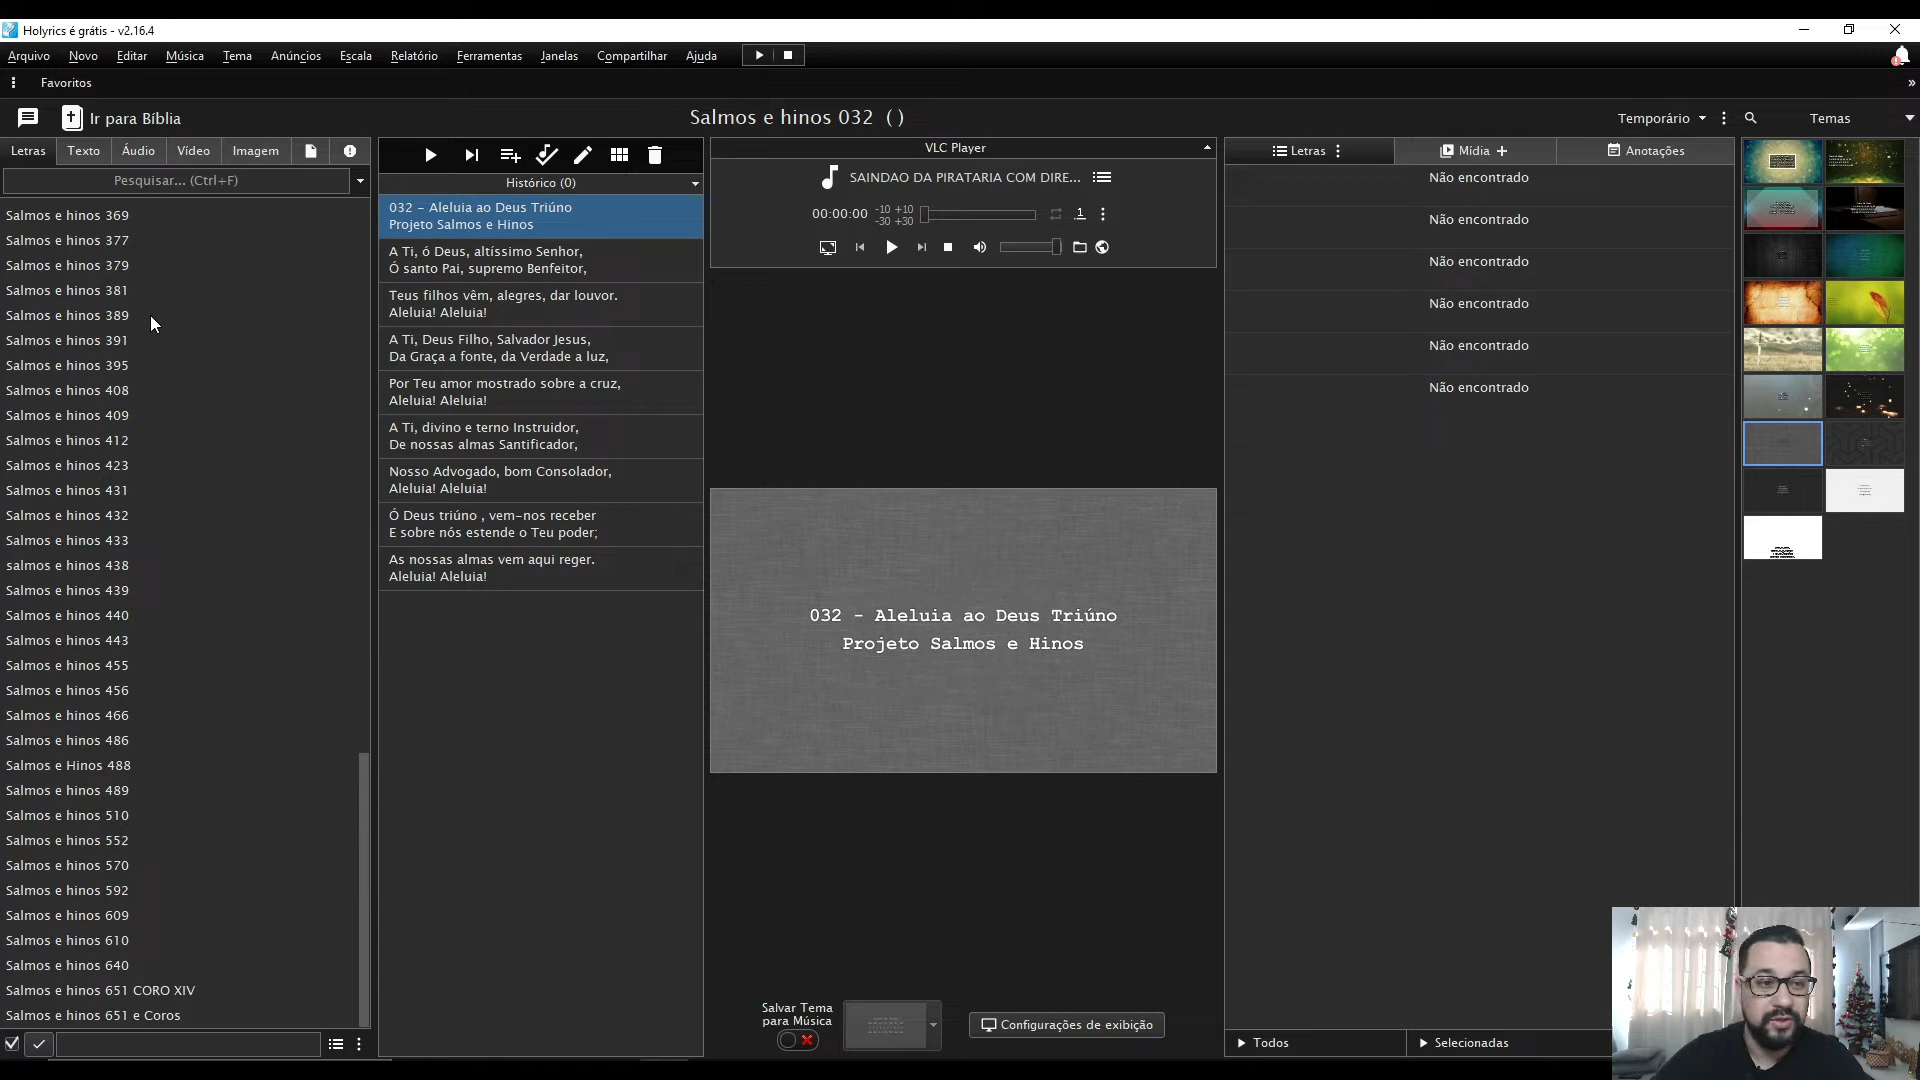 Holyrics é grátis - v2.16.4
Arquivo Novo Editar Música Tema Anúncios Escala Relatório Ferramentas Janelas Compartilhar Ajuda
Favoritos
Ir para Bíblia
Salmos e hinos 032 ()
Temporário
Temas
Letras Texto Áudio Vídeo Imagem
Pesquisar... (Ctrl+F)
Salmos e hinos 369
Salmos e hinos 377
Salmos e hinos 379
Salmos e hinos 381
Salmos e hinos 389
Salmos e hinos 391
Salmos e hinos 395
Salmos e hinos 408
Salmos e hinos 409
Salmos e hinos 412
Salmos e hinos 423
Salmos e hinos 431
Salmos e hinos 432
Salmos e hinos 433
salmos e hinos 438
Salmos e hinos 439
Salmos e hinos 440
Salmos e hinos 443
Salmos e hinos 455
Salmos e hinos 456
Salmos e hinos 466
Salmos e hinos 486
Salmos e Hinos 488
Salmos e hinos 489
Salmos e hinos 510
Salmos e hinos 552
Salmos e hinos 570
Salmos e hinos 592
Salmos e hinos 609
Salmos e hinos 610
Salmos e hinos 640
Salmos e hinos 651 CORO XIV
Salmos e hinos 651 e Coros
Histórico (0)
032 - Aleluia ao Deus Triúno
Projeto Salmos e Hinos
A Ti, ó Deus, altíssimo Senhor,
Ó santo Pai, supremo Benfeitor,
Teus filhos vêm, alegres, dar louvor.
Aleluia! Aleluia!
A Ti, Deus Filho, Salvador Jesus,
Da Graça a fonte, da Verdade a luz,
Por Teu amor mostrado sobre a cruz,
Aleluia! Aleluia!
A Ti, divino e terno Instruidor,
De nossas almas Santificador,
Nosso Advogado, bom Consolador,
Aleluia! Aleluia!
Ó Deus triúno , vem-nos receber
E sobre nós estende o Teu poder;
As nossas almas vem aqui reger.
Aleluia! Aleluia!
VLC Player
SAINDAO DA PIRATARIA COM DIRE...
00:00:00 -10 +10
-30 +30
1
032 - Aleluia ao Deus Triúno
Projeto Salmos e Hinos
Salvar Tema
para Música
Configurações de exibição
Letras Mídia + Anotações
Não encontrado
Não encontrado
Não encontrado
Não encontrado
Não encontrado
Não encontrado
Todos Selecionadas